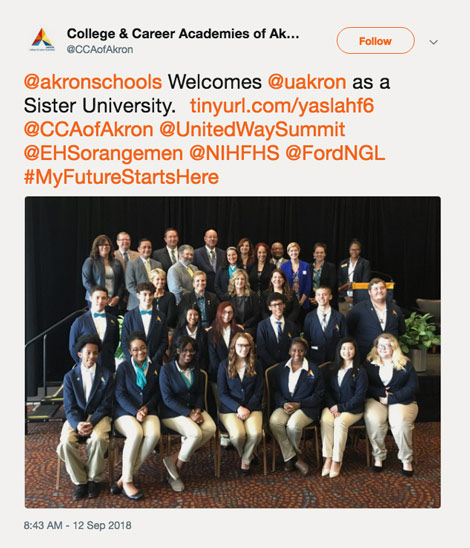 College & Career Academies of Ak...
@CCAofAkron
Follow
@akronschools Welcomes @uakron as a
Sister University. tinyurl.com/yaslahf6
@CCAofAkron @UnitedWaySummit
@EHSorangemen @NIHFHS @FordNGL
#MyFutureStartsHere
8:43 AM - 12 Sep 2018